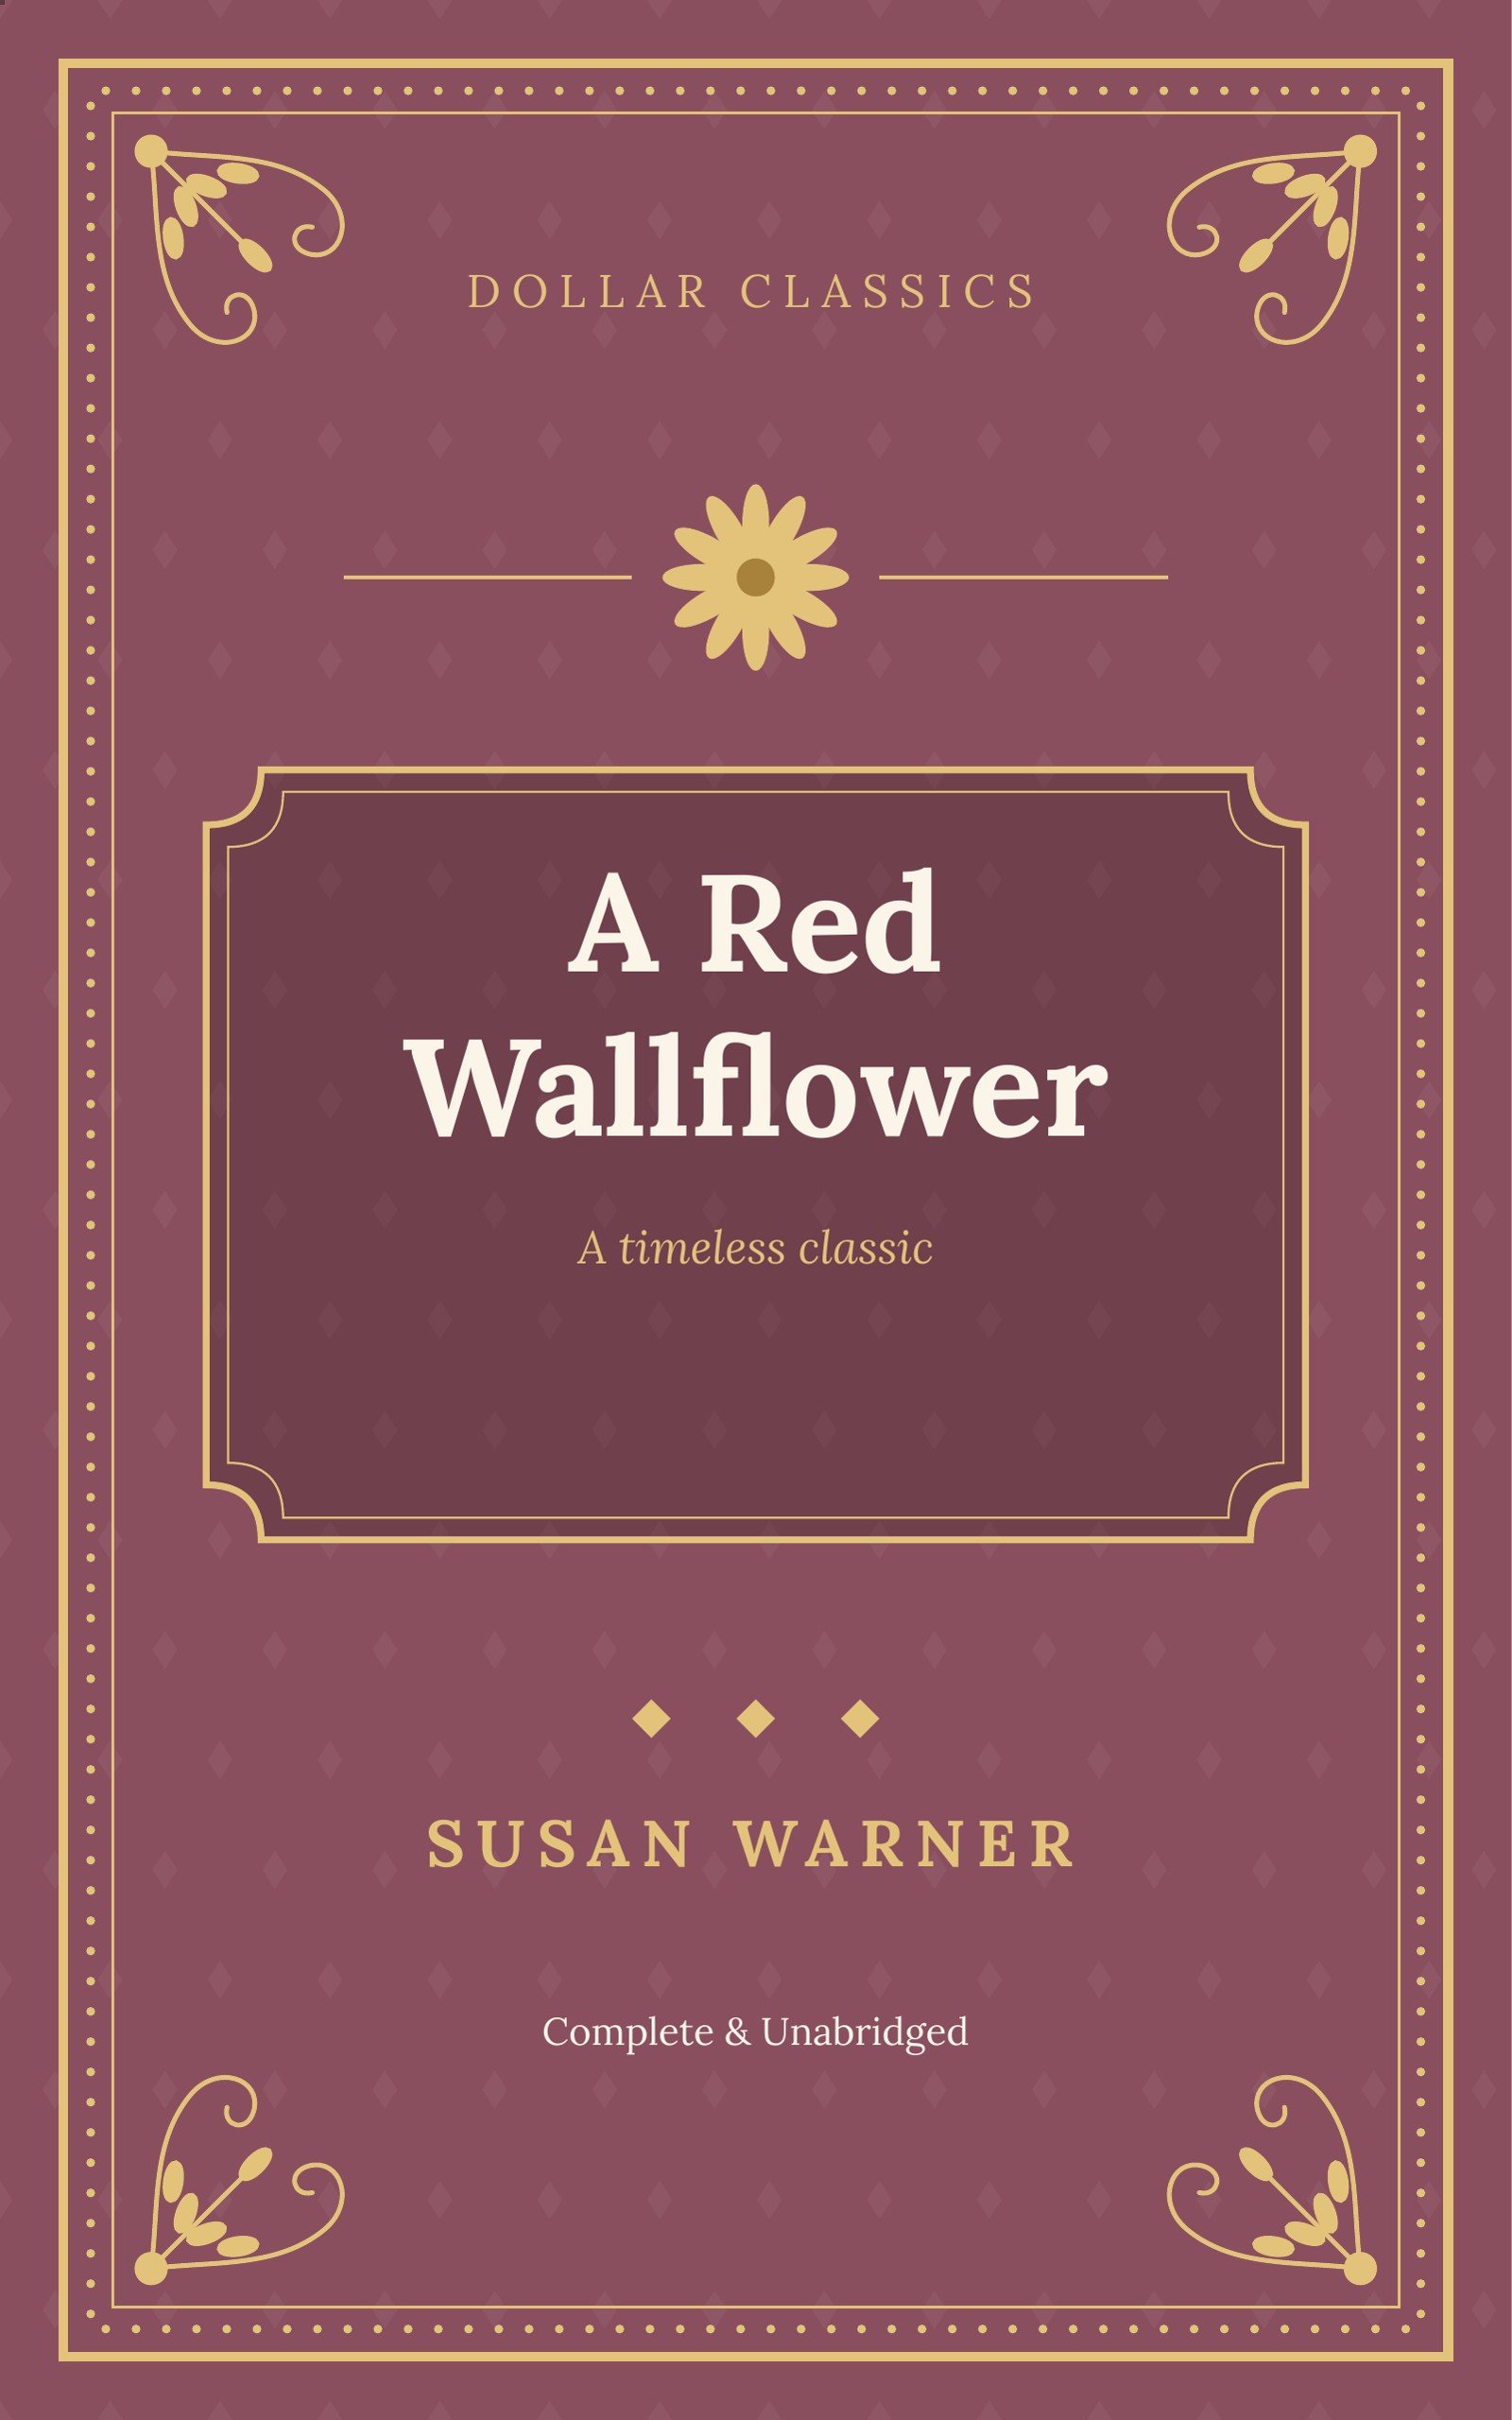 DOLLAR CLASSICS
A Red
Wallflower
A timeless classic
SUSAN WARNER
Complete & Unabridged